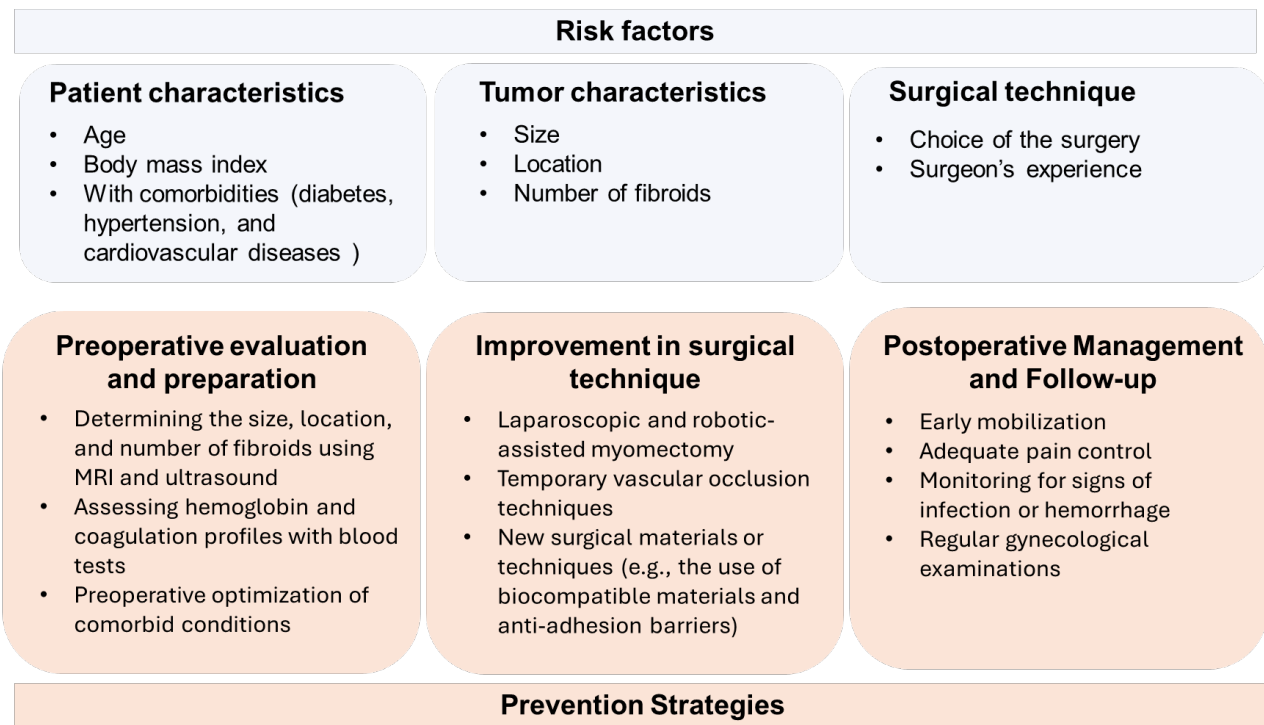 Risk factors
Patient characteristics
• Age
• Body mass index
• With comorbidities (diabetes,
hypertension, and
cardiovascular diseases )
Tumor characteristics
• Size
• Location
• Number of fibroids
Surgical technique
• Choice of the surgery
• Surgeon's experience
Preoperative evaluation
and preparation
• Determining the size, location,
and number of fibroids using
MRI and ultrasound
• Assessing hemoglobin and
coagulation profiles with blood
tests
• Preoperative optimization of
comorbid conditions
Improvement in surgical
technique
• Laparoscopic and robotic-
assisted myomectomy
• Temporary vascular occlusion
techniques
• New surgical materials or
techniques (e.g., the use of
biocompatible materials and
anti-adhesion barriers)
Postoperative Management
and Follow-up
• Early mobilization
• Adequate pain control
• Monitoring for signs of
infection or hemorrhage
• Regular gynecological
examinations
Prevention Strategies